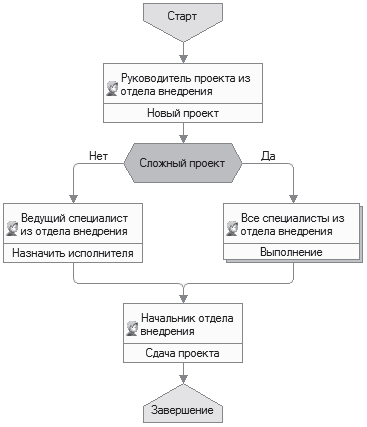 Старт
Руководитель проекта из
отдела внедрения
Новый проект
Нет
Сложный проект
Да
Ведущий специалист
из отдела внедрения
Назначить исполнителя
Все специалисты из
отдела внедрения
Выполнение
Начальник отдела
внедрения
Сдача проекта
Завершение